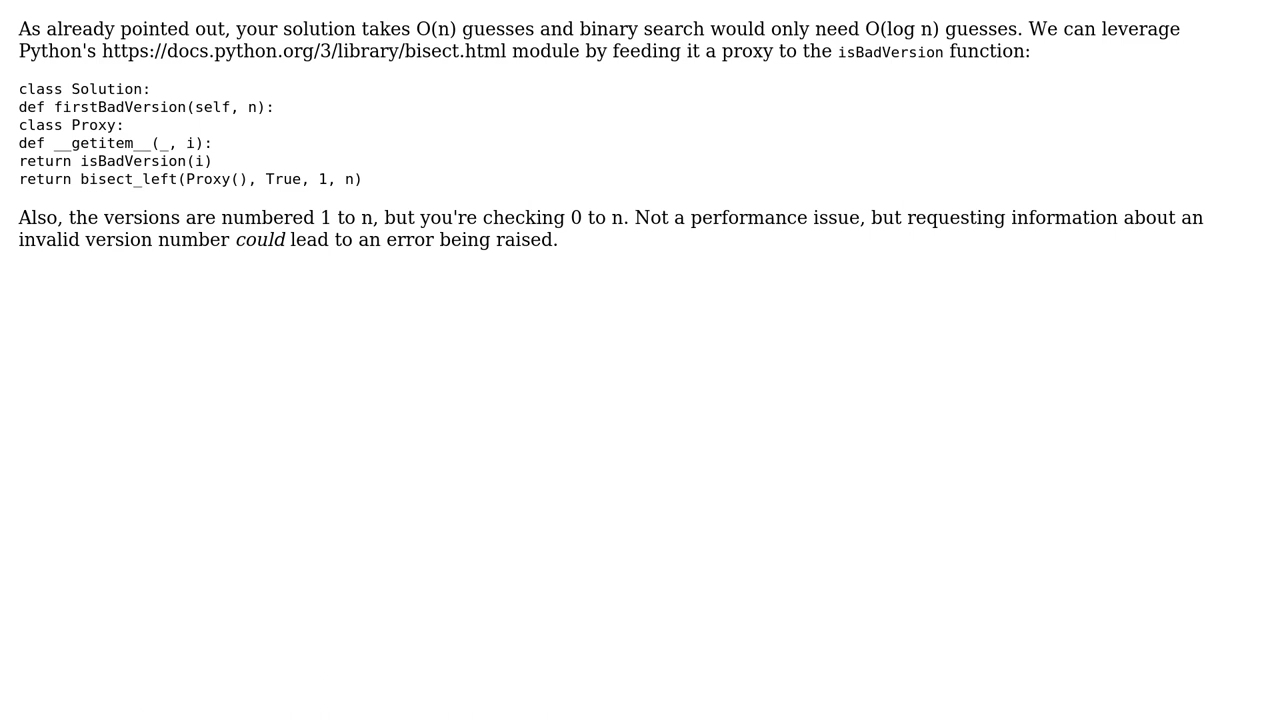 As already pointed out, your solution takes O(n) guesses and binary search would only need O(log n) guesses. We can leverage
Python's https://docs.python.org/3/library/bisect.html module by feeding it a proxy to the isBadVersion function:
class Solution:
def firstBadVersion(self, n):
class Proxy:
def __getitem__(_, i):
return isBadVersion(i)
return bisect_left(Proxy(), True, 1, n)
Also, the versions are numbered 1 to n, but you're checking 0 to n. Not a performance issue, but requesting information about an
invalid version number could lead to an error being raised.